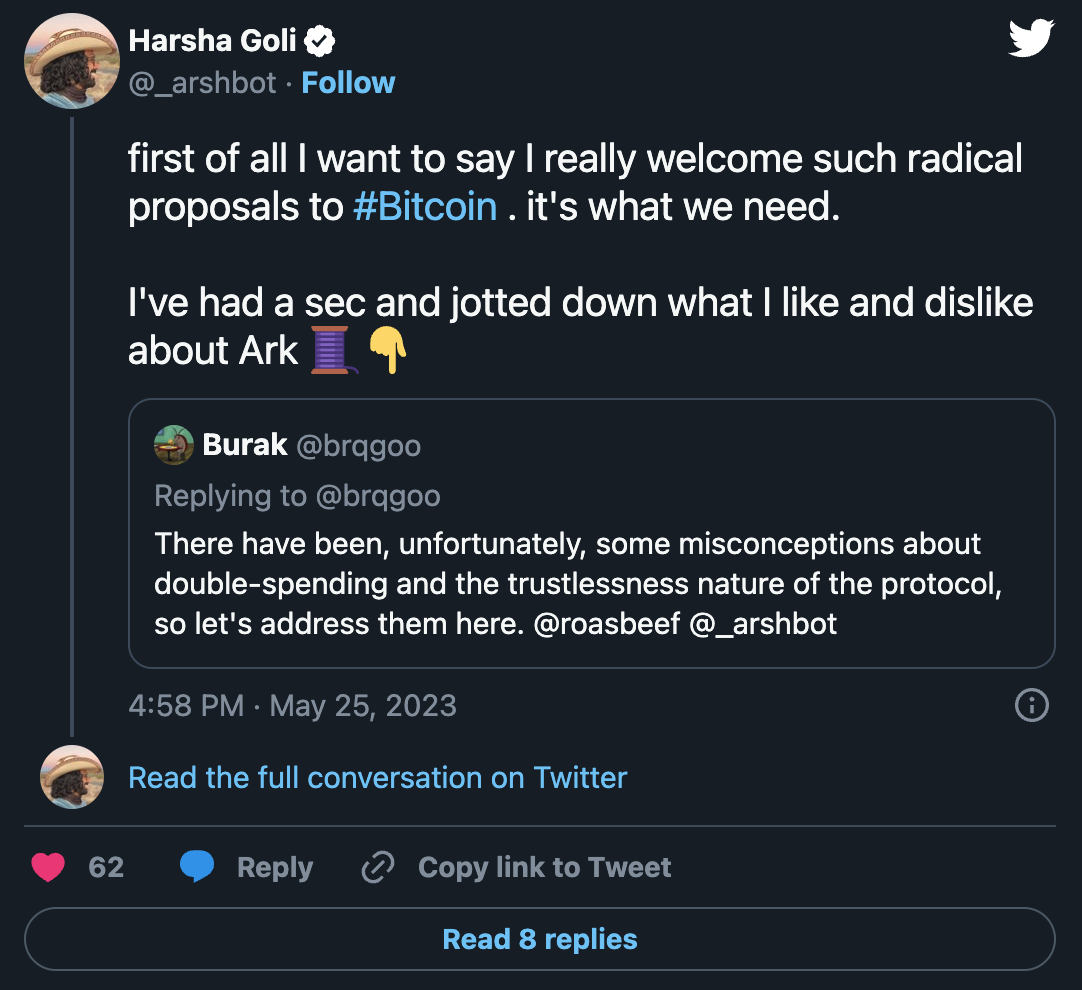 Harsha Goli
@_arshbot · Follow
first of all I want to say I really welcome such radical
proposals to #Bitcoin . it's what we need.
I've had a sec and jotted down what I like and dislike
about Ark 🧵👇
Burak @brqgoo
Replying to @brqgoo
There have been, unfortunately, some misconceptions about
double-spending and the trustlessness nature of the protocol,
so let's address them here. @roasbeef @_arshbot
4:58 PM · May 25, 2023
Read the full conversation on Twitter
62 Reply Copy link to Tweet
Read 8 replies